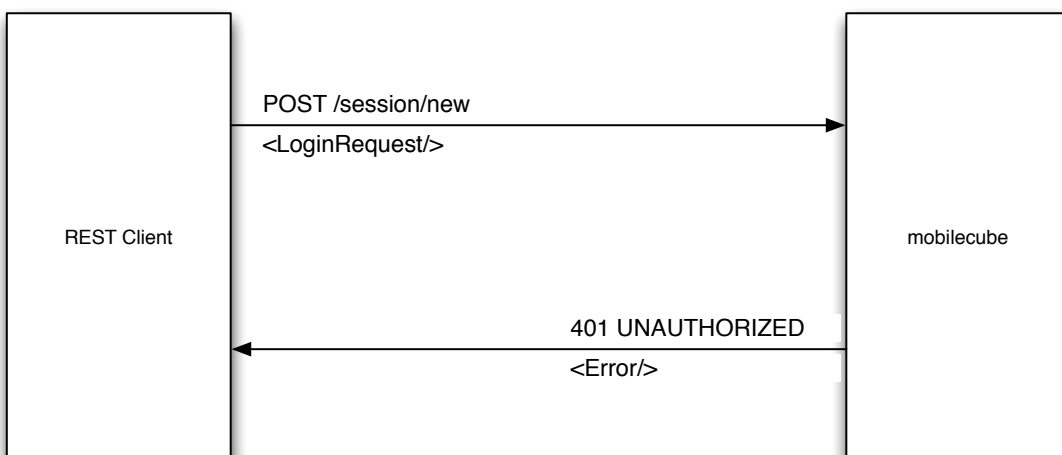 POST /session/new
<LoginRequest/>
REST Client
mobilecube
401 UNAUTHORIZED
<Error/>